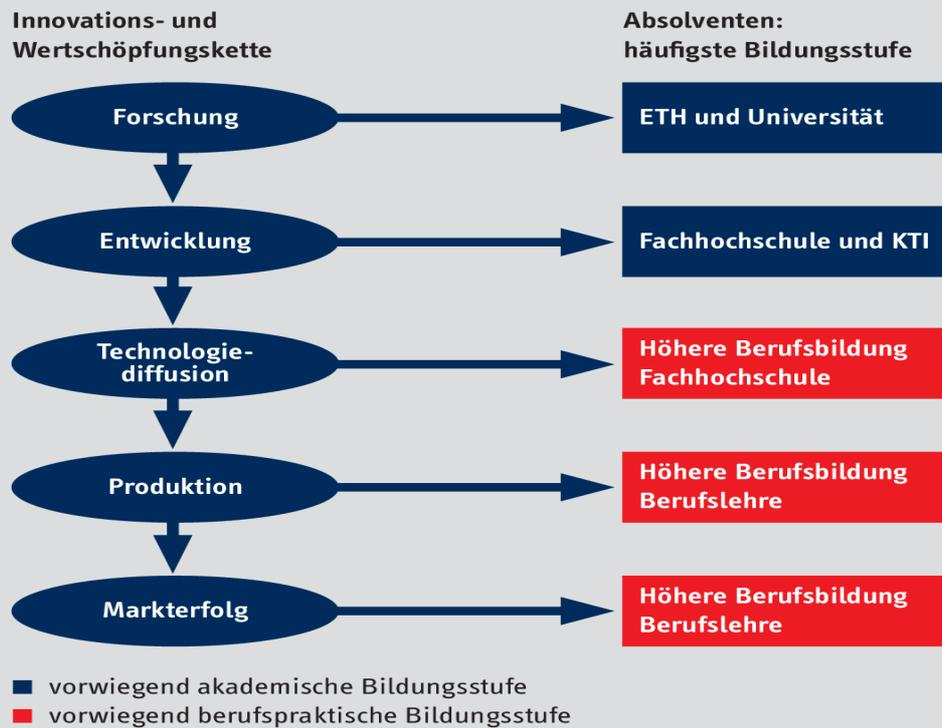 Innovations- und
Wertschöpfungskette
Absolventen:
häufigste Bildungsstufe
Forschung
ETH und Universität
Entwicklung
Fachhochschule und KTI
Technologie-
diffusion
Höhere Berufsbildung
Fachhochschule
Produktion
Höhere Berufsbildung
Berufslehre
Markterfolg
Höhere Berufsbildung
Berufslehre
vorwiegend akademische Bildungsstufe
vorwiegend berufspraktische Bildungsstufe